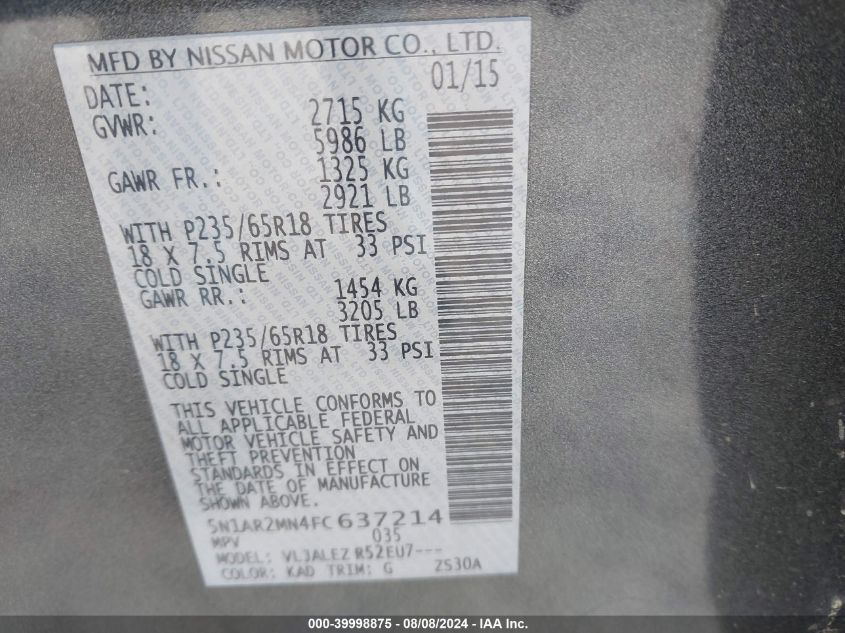 MFD BY NISSAN MOTOR CO., LTD.
DATE: 01/15
GVWR: 2715 KG
5986 LB
GAWR FR.: 1325 KG
2921 LB
WITH P235/65R18 TIRES
18 X 7.5 RIMS AT 33 PSI
COLD SINGLE
GAWR RR.: 1454 KG
3205 LB
WITH P235/65R18 TIRES
18 X 7.5 RIMS AT 33 PSI
COLD SINGLE
THIS VEHICLE CONFORMS TO
ALL APPLICABLE FEDERAL
MOTOR VEHICLE SAFETY AND
THEFT PREVENTION
STANDARDS IN EFFECT ON
THE DATE OF MANUFACTURE
SHOWN ABOVE.
5N1AR2MN4FC637214
MPV 035
MODEL: VLJALEZ R52EU7---
COLOR: KAD TRIM: G ZS30A
000-39998875 - 08/08/2024 - IAA Inc.